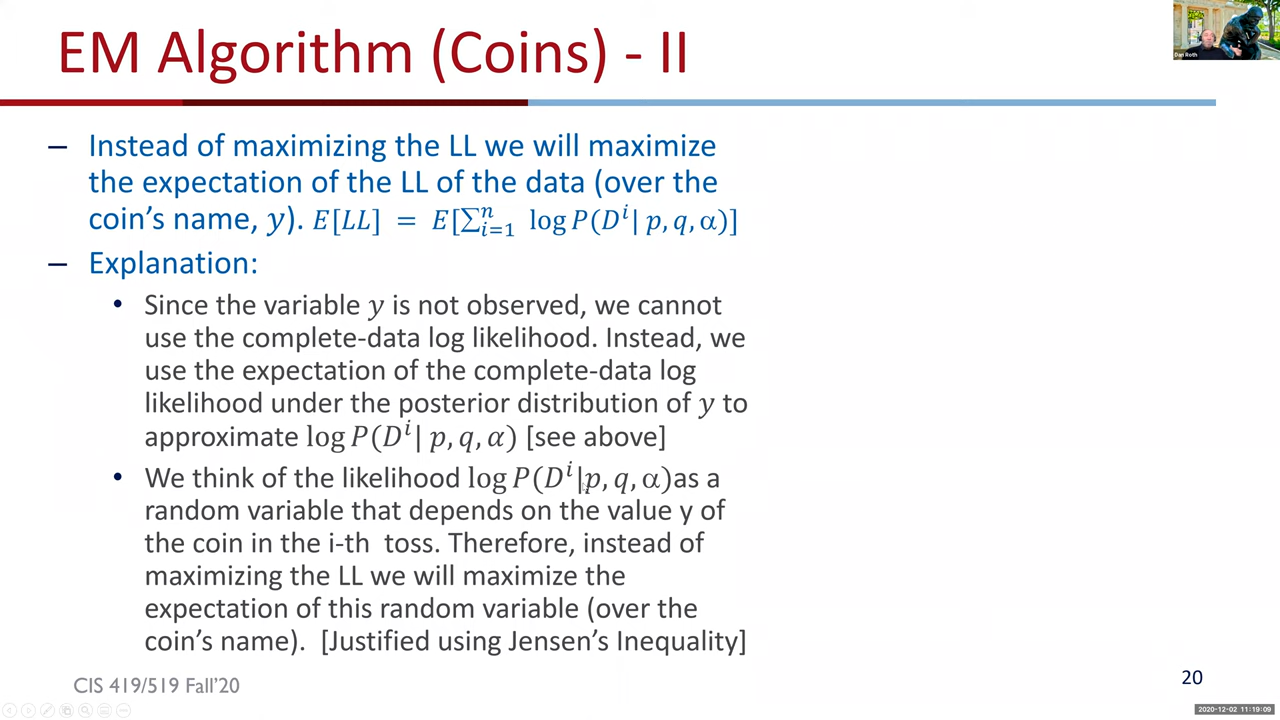 EM Algorithm (Coins) - II
Dan Roth
– Instead of maximizing the LL we will maximize
the expectation of the LL of the data (over the
coin's name, y). E[LL] = E[∑ⁿᵢ₌₁ log P(Dⁱ| p, q, α)]
– Explanation:
• Since the variable y is not observed, we cannot
use the complete-data log likelihood. Instead, we
use the expectation of the complete-data log
likelihood under the posterior distribution of y to
approximate log P(Dⁱ| p, q, α) [see above]
• We think of the likelihood log P(Dⁱ|p, q, α)as a
random variable that depends on the value y of
the coin in the i-th toss. Therefore, instead of
maximizing the LL we will maximize the
expectation of this random variable (over the
coin's name). [Justified using Jensen's Inequality]
CIS 419/519 Fall'20
20
2020-12-02 11:19:09